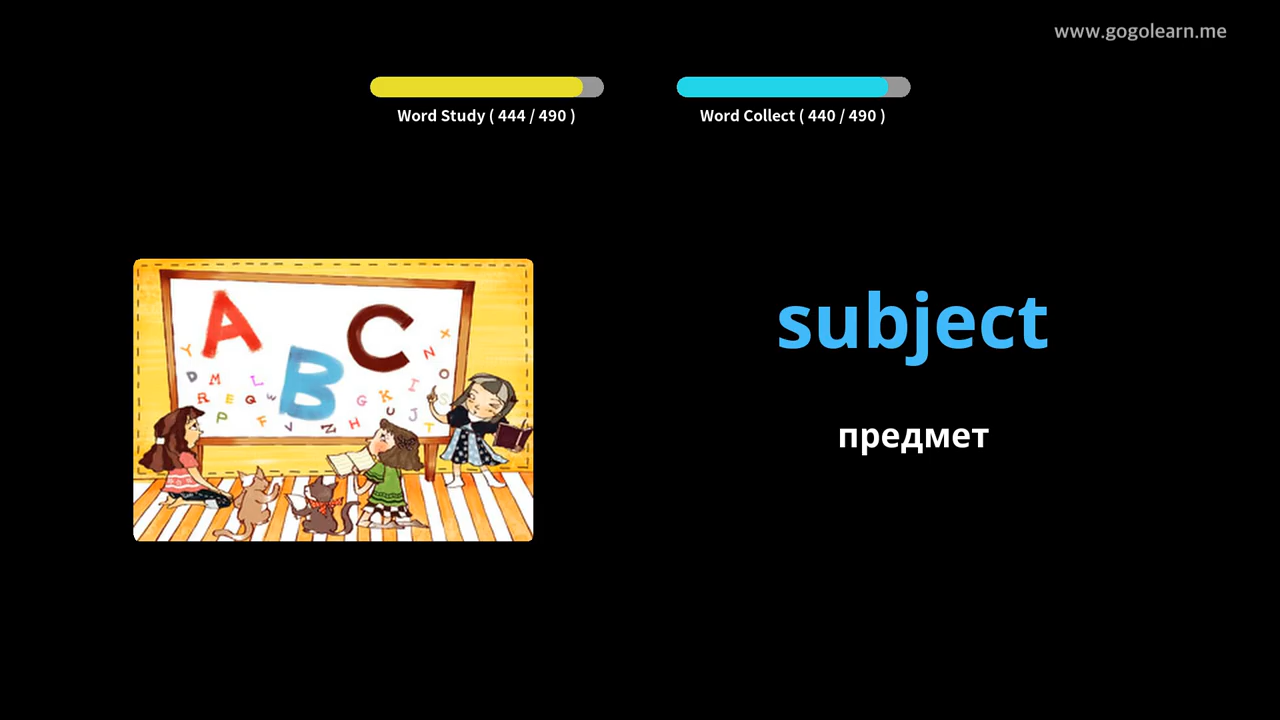 www.gogolearn.me
Word Study ( 444 / 490 )
Word Collect ( 440 / 490 )
A
B
C
Y
X
N
D
M
L
O
R
E
Q
W
G
K
I
S
P
F
V
Z
H
U
J
T
subject
предмет